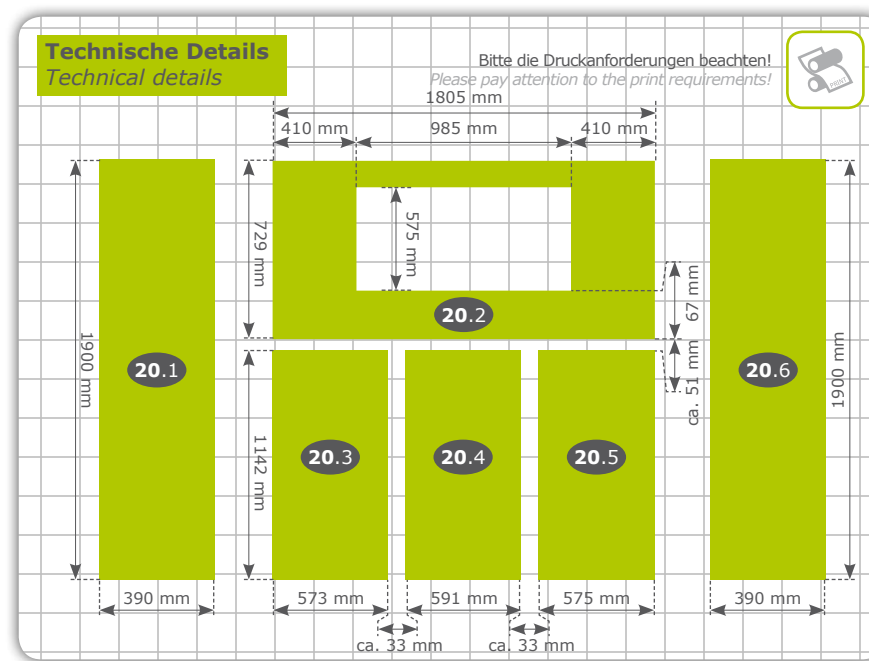 Technische Details
Technical details
Bitte die Druckanforderungen beachten!
Please pay attention to the print requirements!
PRINT
1805 mm
410 mm
985 mm
410 mm
729 mm
575 mm
67 mm
20.2
1900 mm
20.1
ca. 51 mm
20.6
1900 mm
1142 mm
20.3
20.4
20.5
390 mm
573 mm
591 mm
575 mm
390 mm
ca. 33 mm
ca. 33 mm